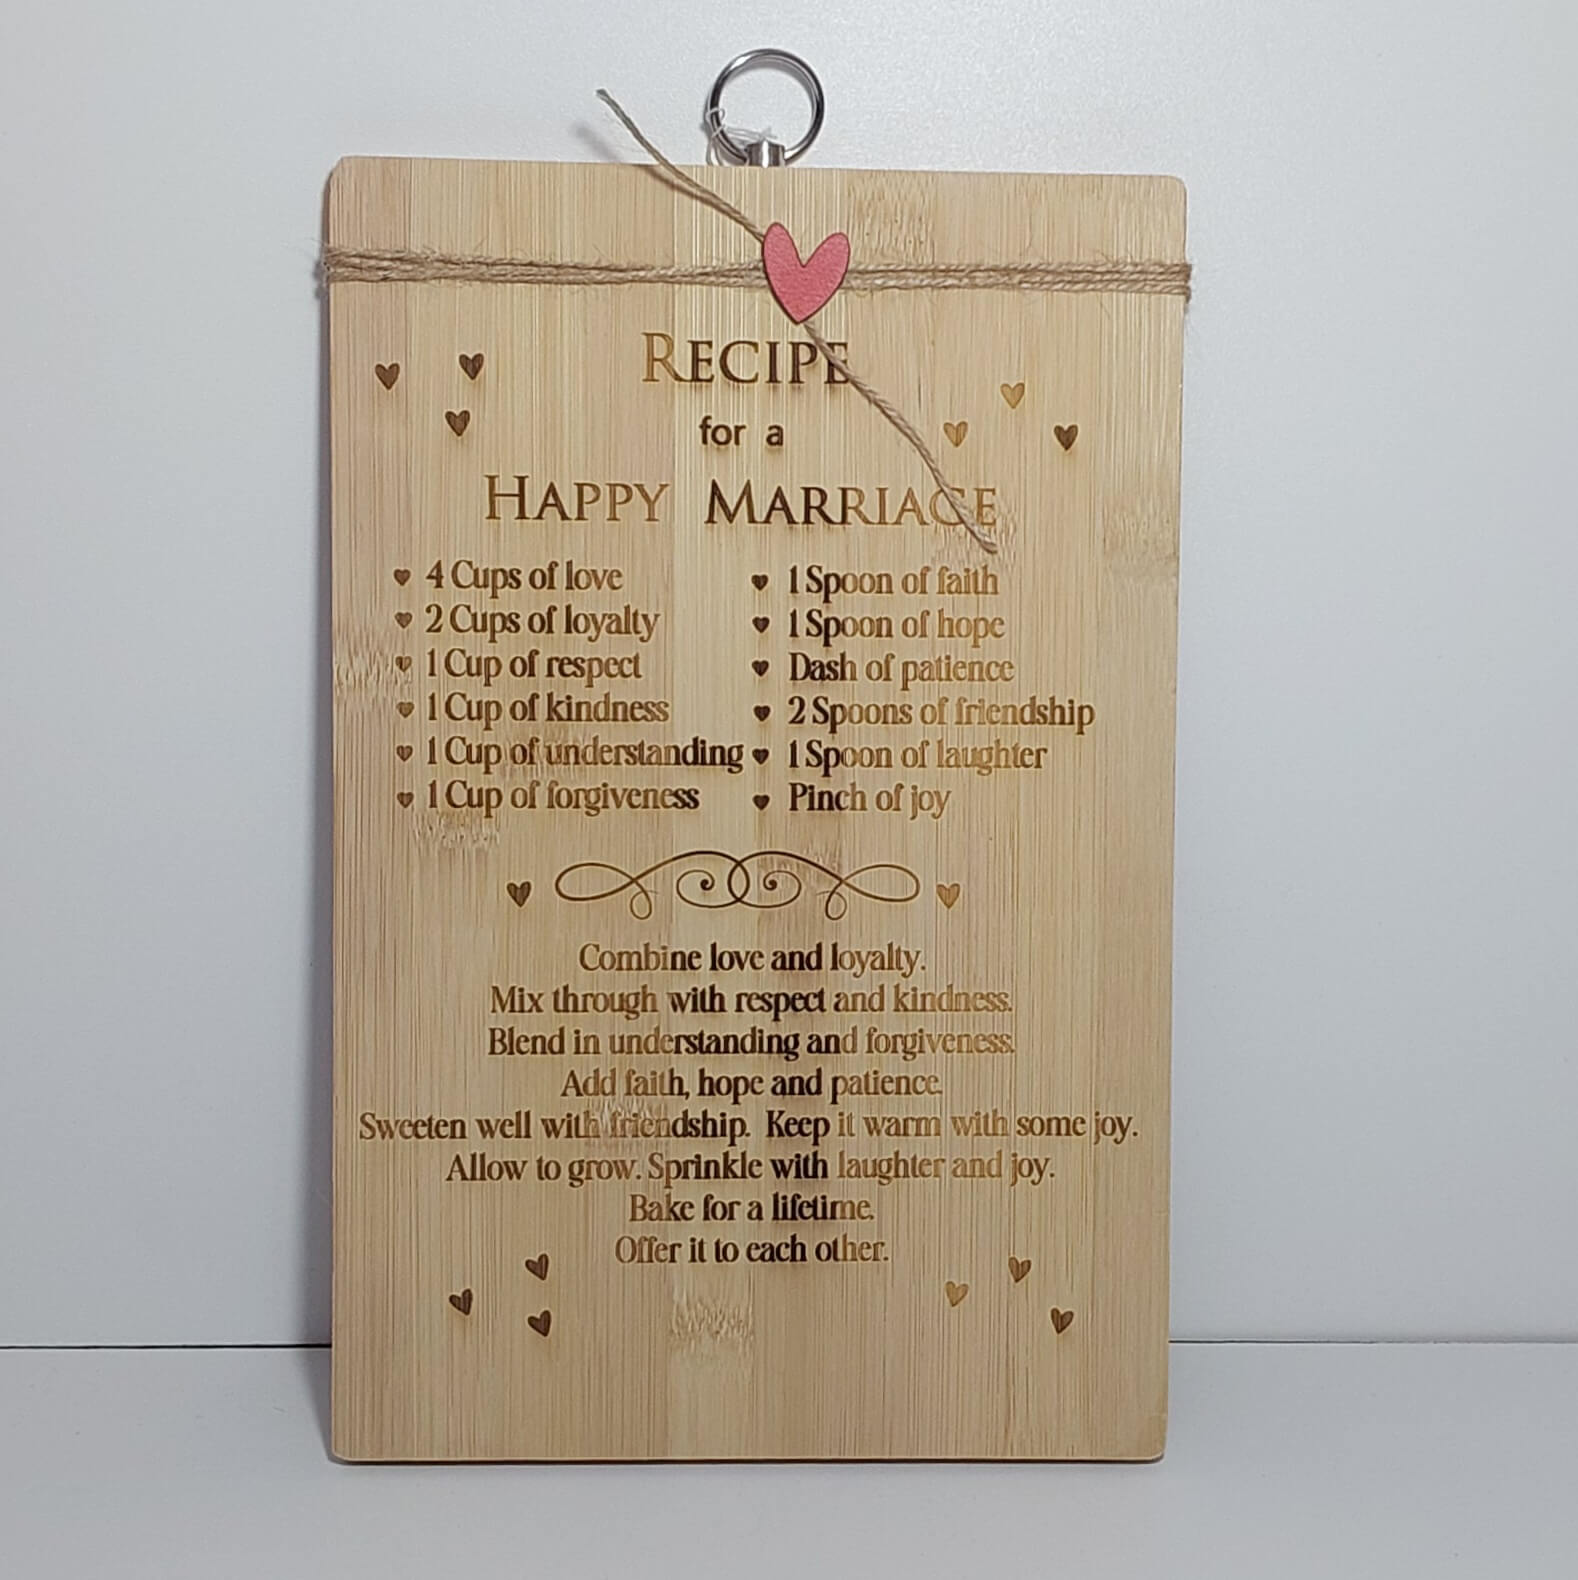 RECIPE
for a
HAPPY MARRIAGE
4 Cups of love
2 Cups of loyalty
1 Cup of respect
1 Cup of kindness
1 Cup of understanding
1 Cup of forgiveness
1 Spoon of faith
1 Spoon of hope
Dash of patience
2 Spoons of friendship
1 Spoon of laughter
Pinch of joy
Combine love and loyalty.
Mix through with respect and kindness.
Blend in understanding and forgiveness.
Add faith, hope and patience.
Sweeten well with friendship. Keep it warm with some joy.
Allow to grow. Sprinkle with laughter and joy.
Bake for a lifetime.
Offer it to each other.